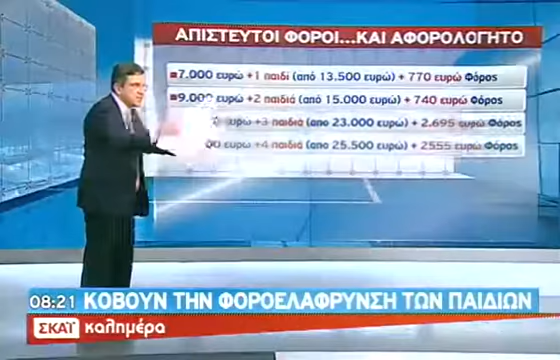 ΑΠΙΣΤΕΥΤΟΙ ΦΟΡΟΙ...ΚΑΙ ΑΦΟΡΟΛΟΓΗΤΟ
7.000 ευρώ +1 παιδί (από 13.500 ευρώ) + 770 ευρώ Φόρος
9.000 ευρώ +2 παιδιά (από 15.000 ευρώ) + 740 ευρώ Φόρος
ευρώ +3 παιδιά (από 23.000 ευρώ) + 2.695 ευρώ Φόρος
ευρώ +4 παιδιά (από 25.500 ευρώ) + 2555 ευρώ Φόρος
08:21 ΚΟΒΟΥΝ ΤΗΝ ΦΟΡΟΕΛΑΦΡΥΝΣΗ ΤΩΝ ΠΑΙΔΙΩΝ
ΣΚΑΪ καλημέρα